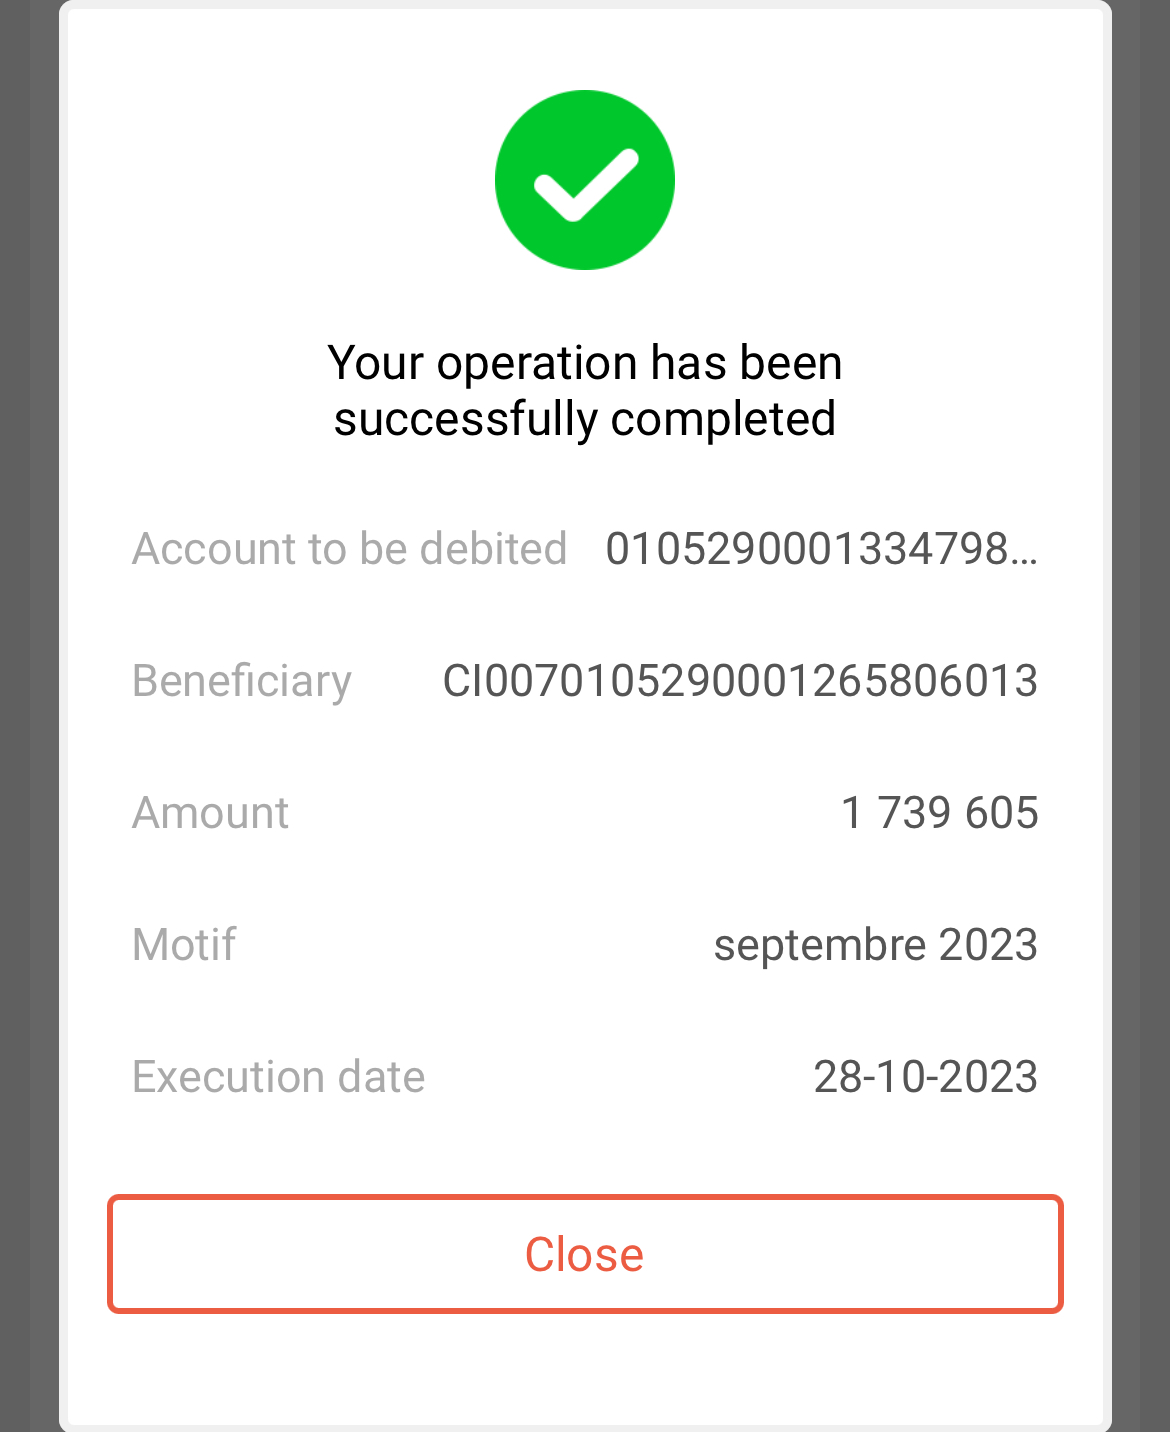 Your operation has been
successfully completed
Account to be debited 0105290001334798...
Beneficiary CI0070105290001265806013
Amount 1 739 605
Motif septembre 2023
Execution date 28-10-2023
Close